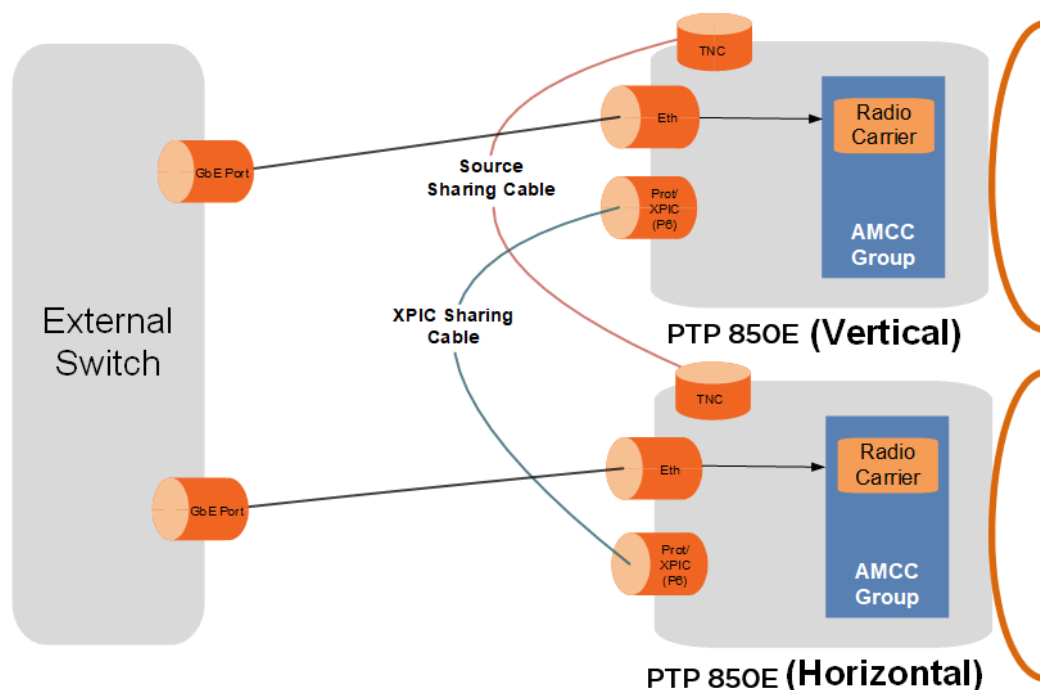 TNC
Eth
Radio
Carrier
GbE Port
Source
Sharing Cable
Prot/
XPIC
(P6)
AMCC
Group
External
Switch
XPIC Sharing
Cable
PTP 850E (Vertical)
TNC
Eth
Radio
Carrier
GbE Port
Prot/
XPIC
(P6)
AMCC
Group
PTP 850E (Horizontal)